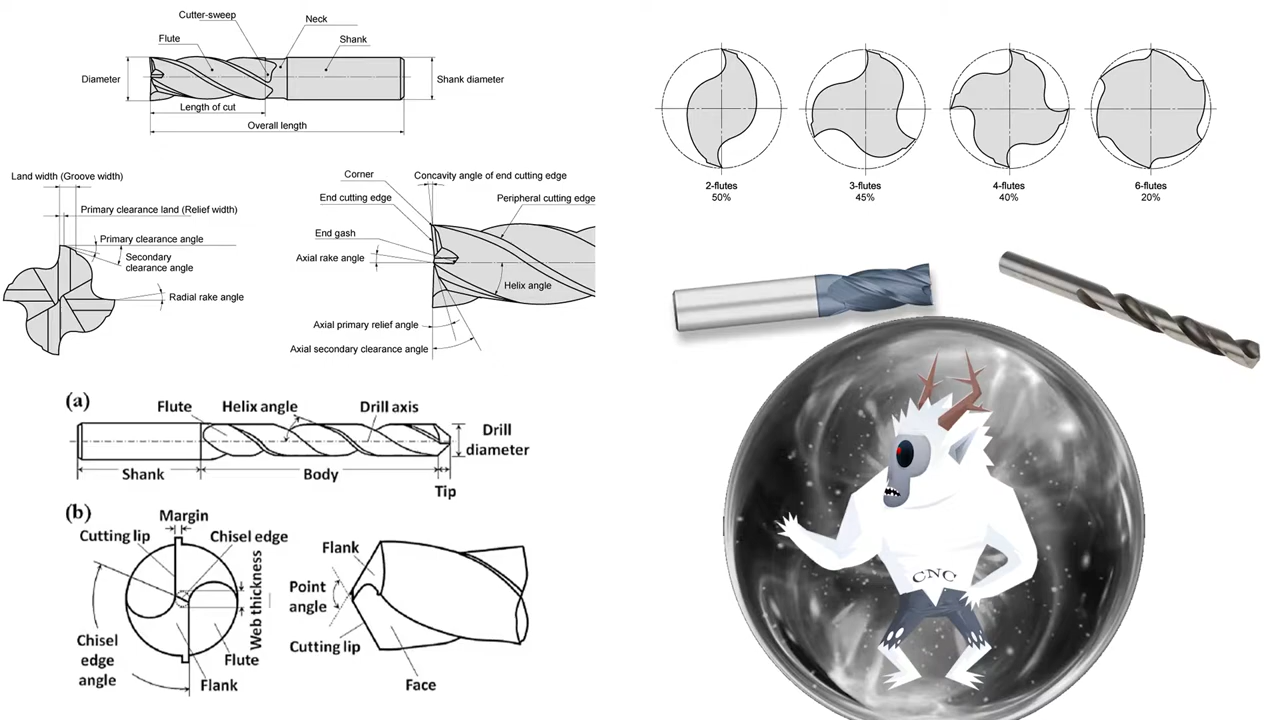 Cutter-sweep
Neck
Flute
Shank
Diameter
Shank diameter
Length of cut
Overall length
Land width (Groove width)
Primary clearance land (Relief width)
Primary clearance angle
Secondary
clearance angle
Radial rake angle
Corner
Concavity angle of end cutting edge
End cutting edge
Peripheral cutting edge
End gash
Axial rake angle
Helix angle
Axial primary relief angle
Axial secondary clearance angle
(a)
Flute
Helix angle
Drill axis
Drill
diameter
Shank
Body
Tip
(b)
Margin
Cutting lip
Chisel edge
Web thickness
Chisel
edge
angle
Flute
Flank
Flank
Point
angle
Cutting lip
Face
2-flutes
50%
3-flutes
45%
4-flutes
40%
6-flutes
20%
CNC